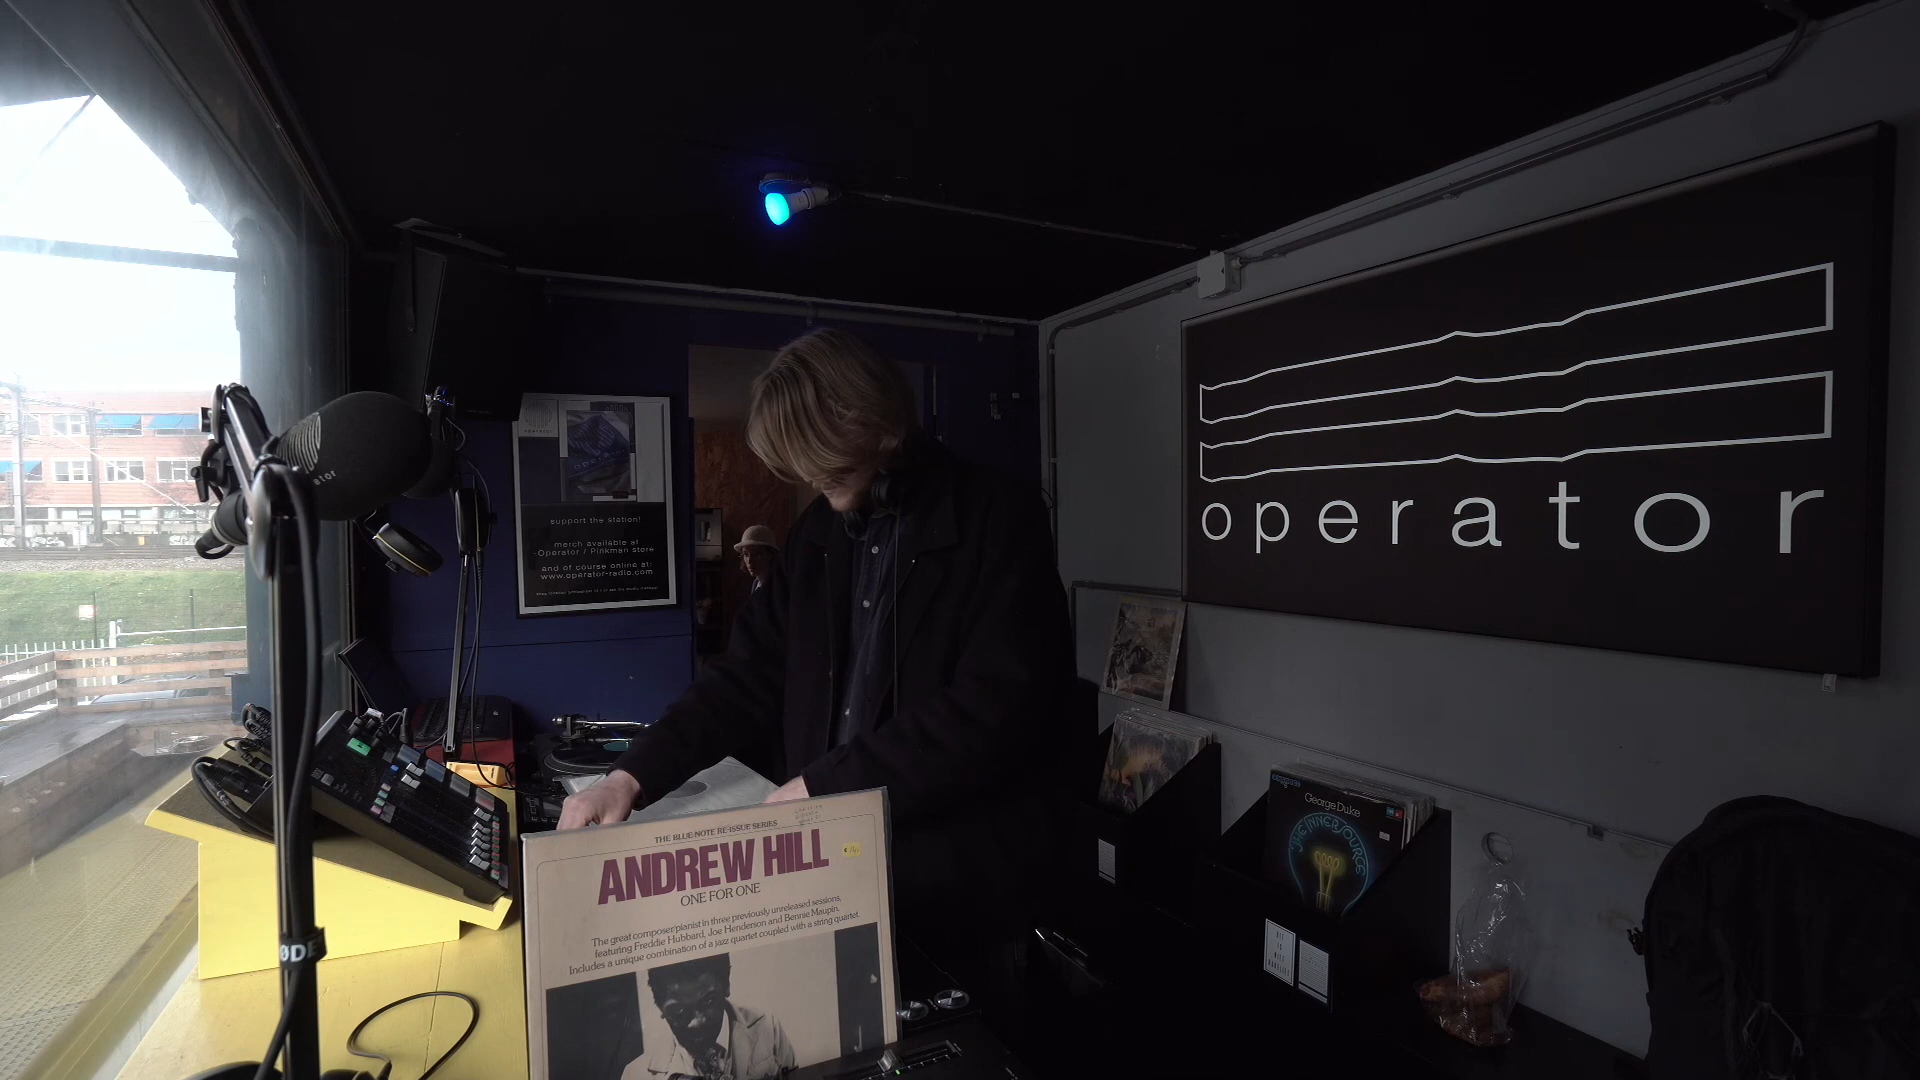 operator
operator
support the station!
merch available at
Operator / Pinkman store
and of course online at:
www.operator-radio.com
ator
RØDE
THE BLUE NOTE RE-ISSUE SERIES
ANDREW HILL
ONE FOR ONE
The great composer/pianist in three previously unreleased sessions,
featuring Freddie Hubbard, Joe Henderson and Bennie Maupin.
Includes a unique combination of a jazz quartet coupled with a string quartet.
George Duke
THE INNER SOURCE